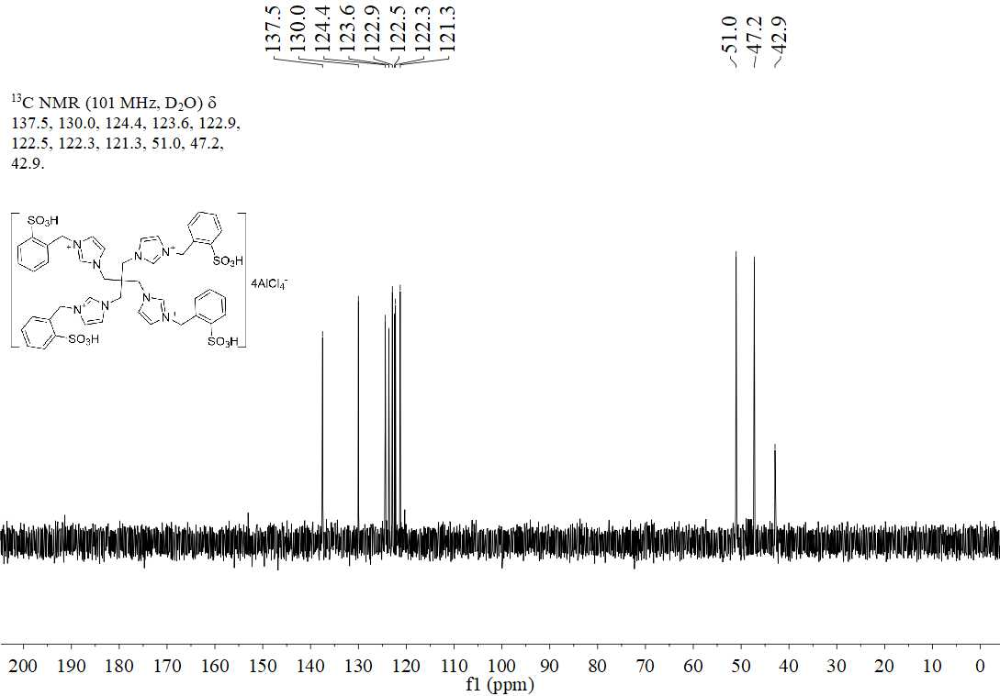 137.5
130.0
124.4
123.6
122.9
122.5
122.3
121.3
51.0
47.2
42.9
¹³C NMR (101 MHz, D₂O) δ
137.5, 130.0, 124.4, 123.6, 122.9,
122.5, 122.3, 121.3, 51.0, 47.2,
42.9.
SO₃H
N
+
N
N
N
+
SO₃H
4AlCl₄⁻
N
+
N
N
N
+
SO₃H
SO₃H
200 190 180 170 160 150 140 130 120 110 100 90 80 70 60 50 40 30 20 10 0
f1 (ppm)